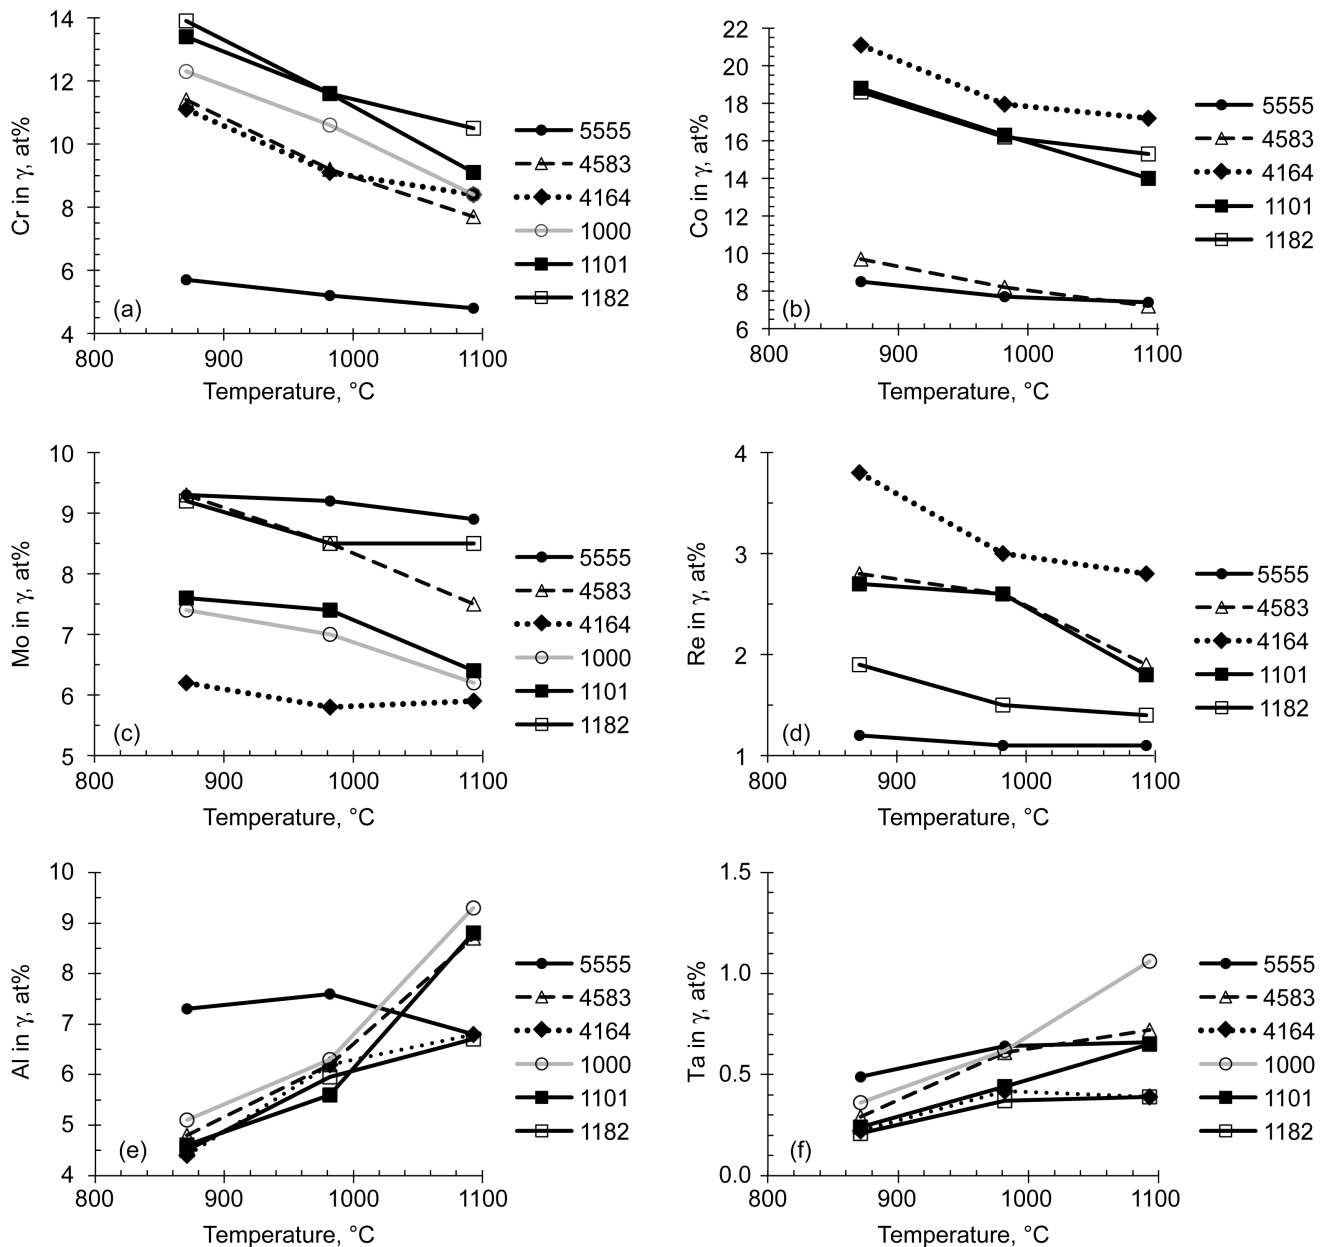 Cr in γ, at%
14
12
10
8
6
4
(a)
800 900 1000 1100
Temperature, °C
5555
4583
4164
1000
1101
1182
Co in γ, at%
22
20
18
16
14
12
10
8
6
(b)
800 900 1000 1100
Temperature, °C
5555
4583
4164
1101
1182
Mo in γ, at%
10
9
8
7
6
5
(c)
800 900 1000 1100
Temperature, °C
5555
4583
4164
1000
1101
1182
Re in γ, at%
4
3
2
1
(d)
800 900 1000 1100
Temperature, °C
5555
4583
4164
1101
1182
Al in γ, at%
10
9
8
7
6
5
4
(e)
800 900 1000 1100
Temperature, °C
5555
4583
4164
1000
1101
1182
Ta in γ, at%
1.5
1.0
0.5
0.0
(f)
800 900 1000 1100
Temperature, °C
5555
4583
4164
1000
1101
1182